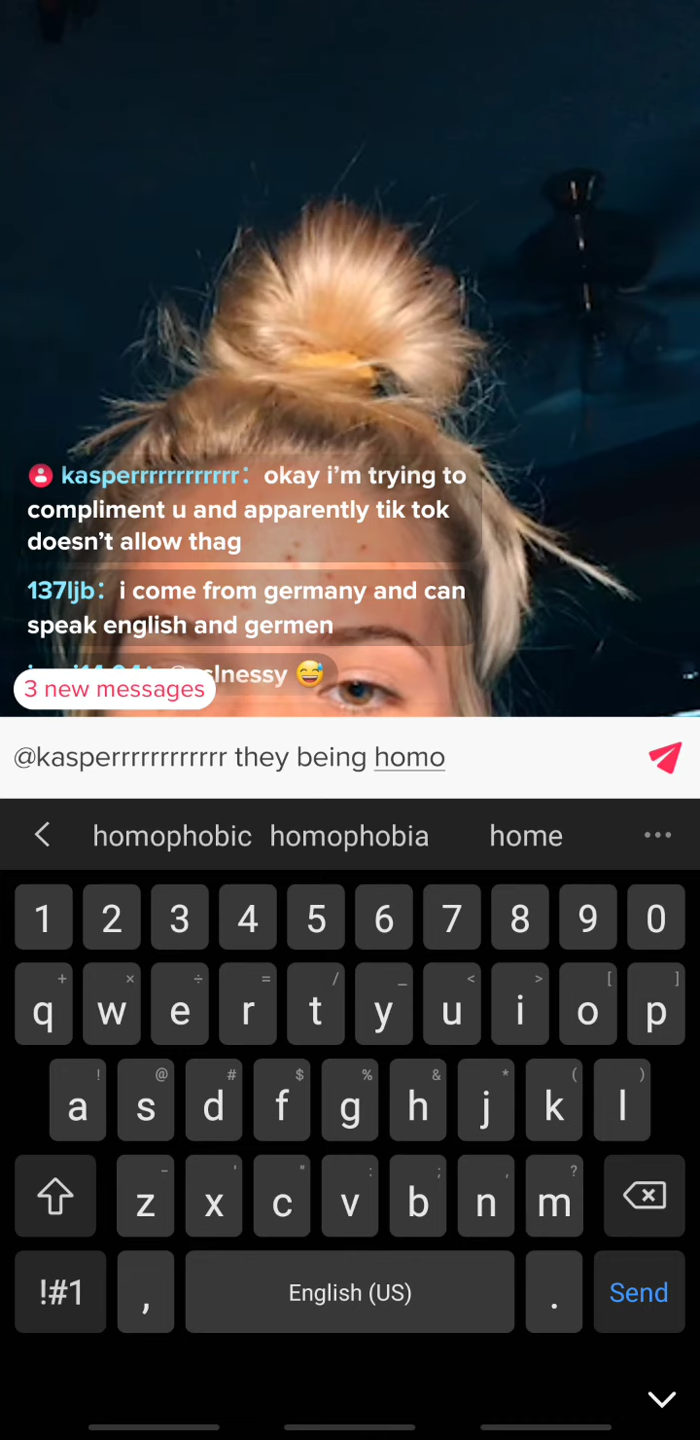 kasperrrrrrrrrrrr: okay i’m trying to
compliment u and apparently tik tok
doesn’t allow thag
137ljb: i come from germany and can
speak english and germen
😅
3 new messages
@kasperrrrrrrrrrrr they being homo
homophobic homophobia home •••
1 2 3 4 5 6 7 8 9 0
+ × ÷ = / _ < > [ ]
q w e r t y u i o p
! @ # $ % & * ( )
a s d f g h j k l
- ' " : ; , ?
z x c v b n m
!#1 , English (US) . Send